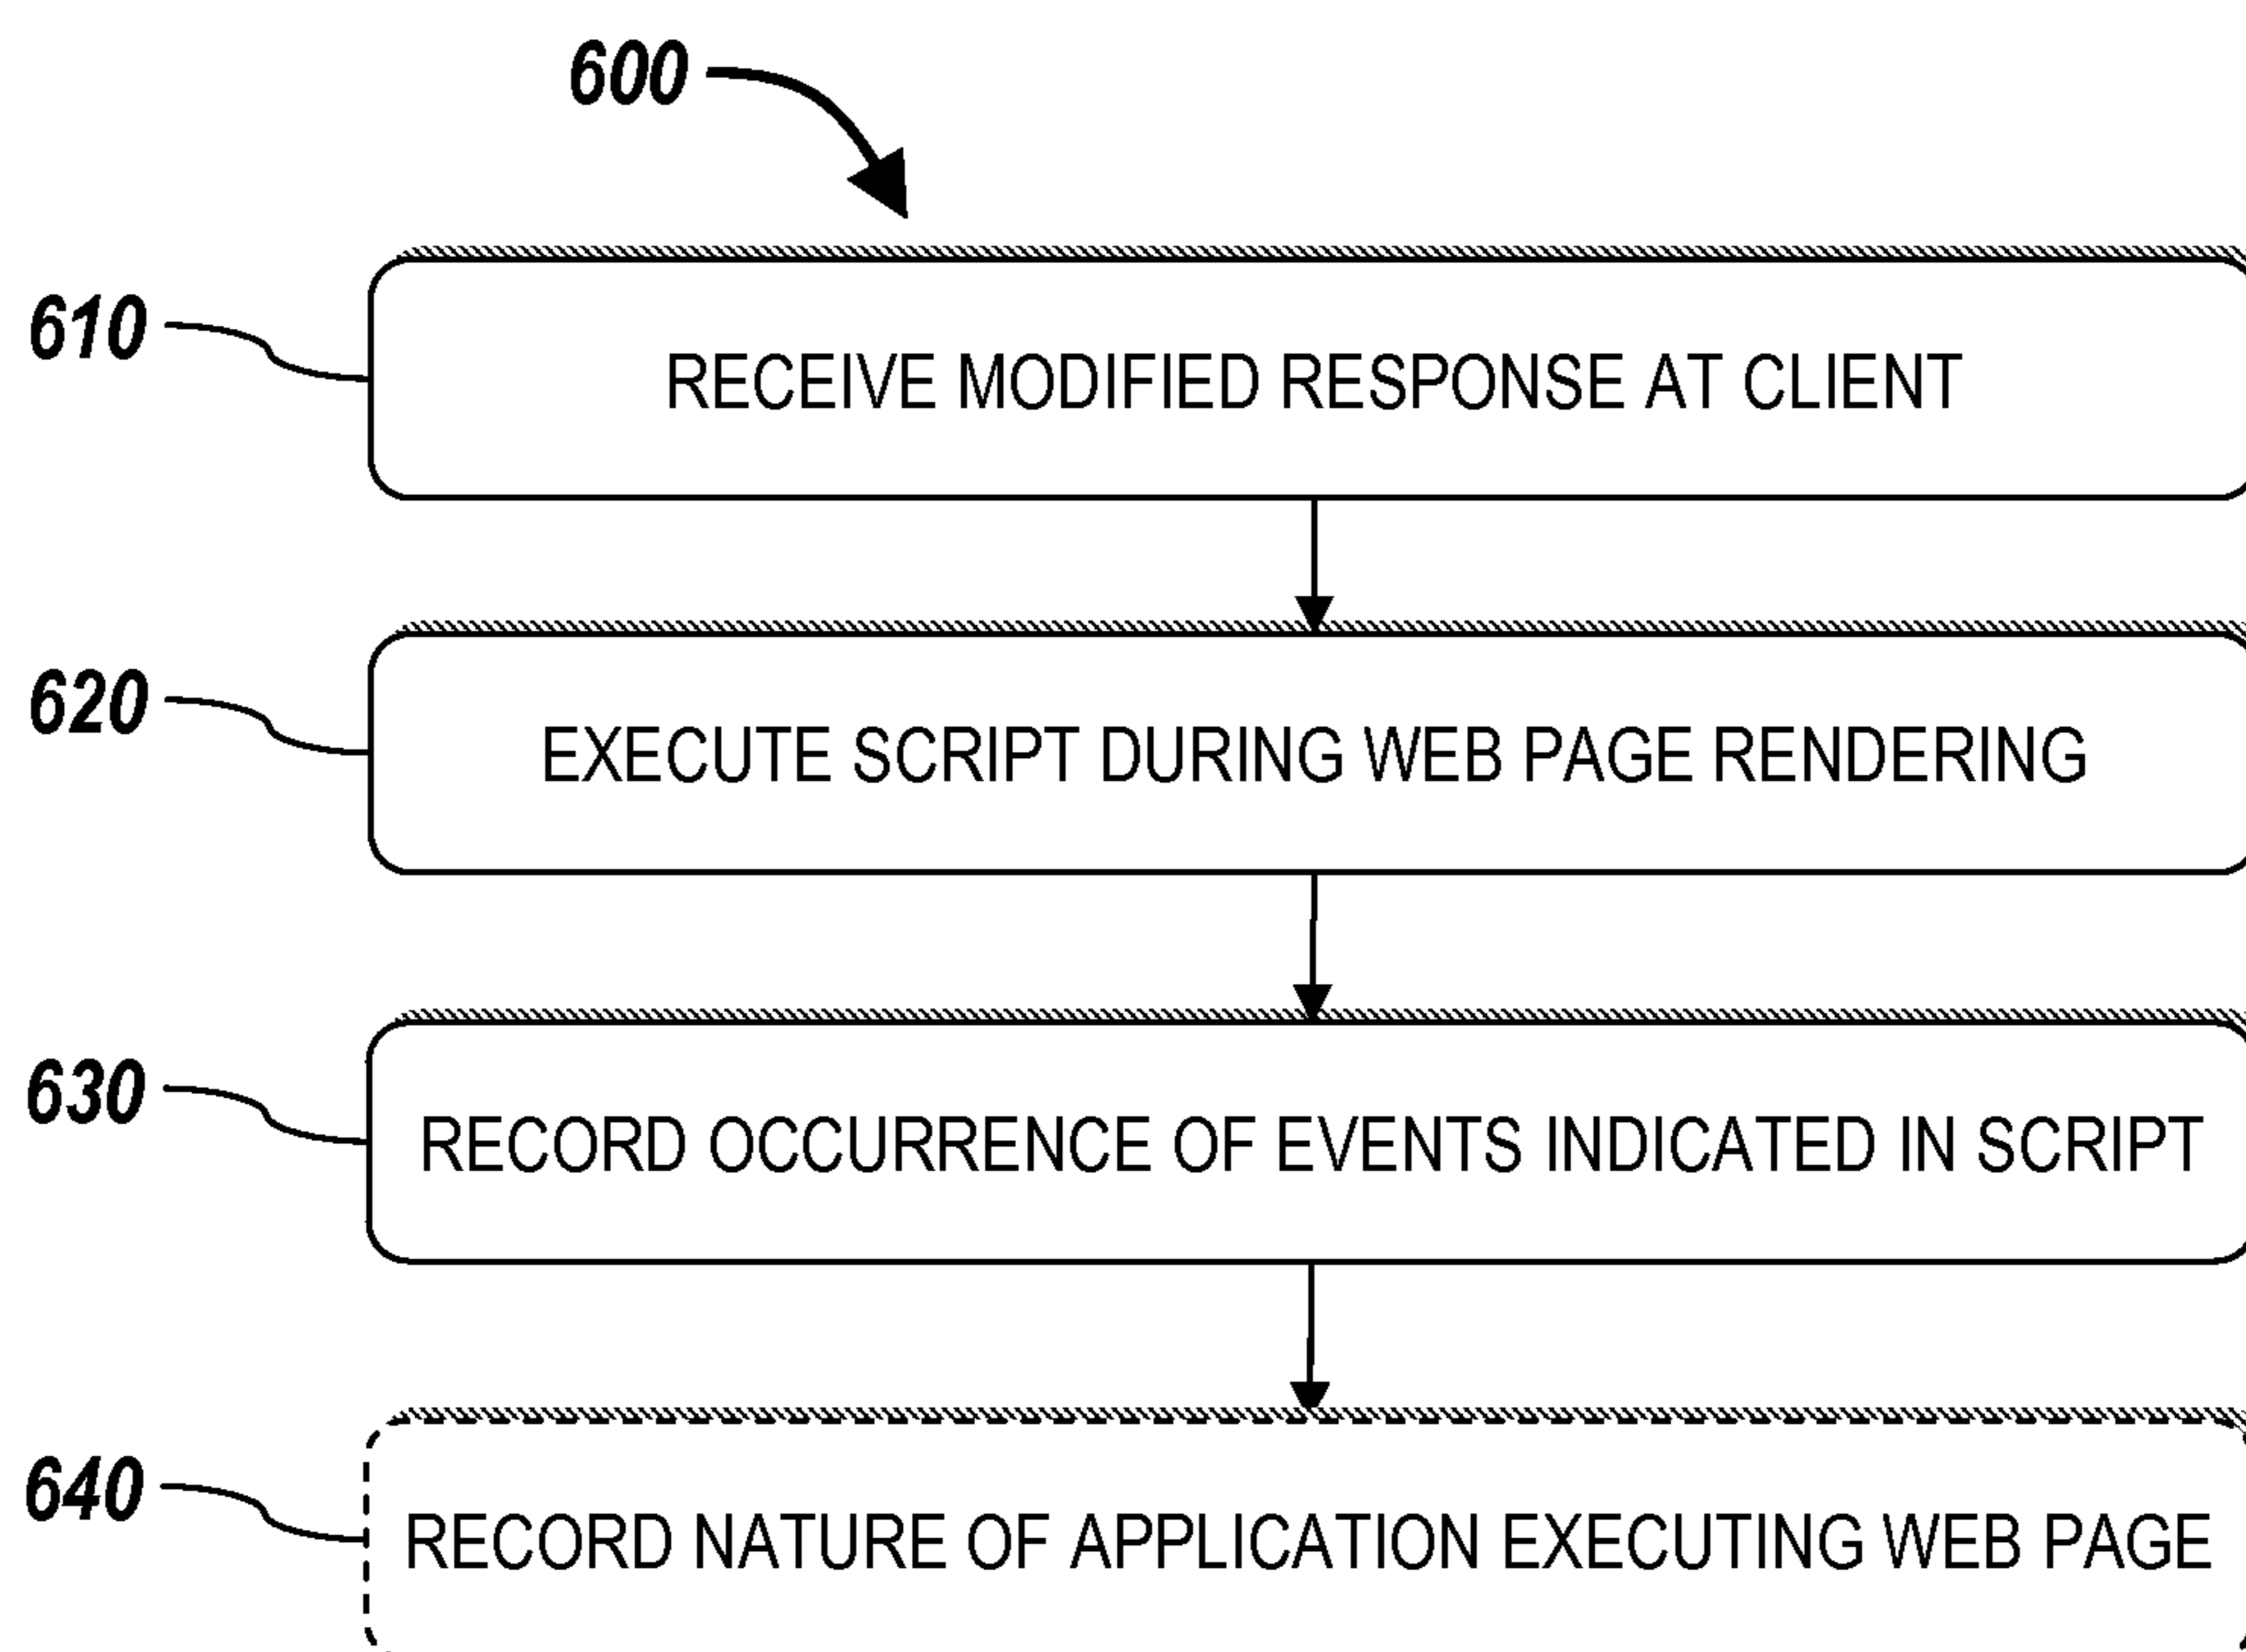 600
610
RECEIVE MODIFIED RESPONSE AT CLIENT
620
EXECUTE SCRIPT DURING WEB PAGE RENDERING
630
RECORD OCCURRENCE OF EVENTS INDICATED IN SCRIPT
640
RECORD NATURE OF APPLICATION EXECUTING WEB PAGE